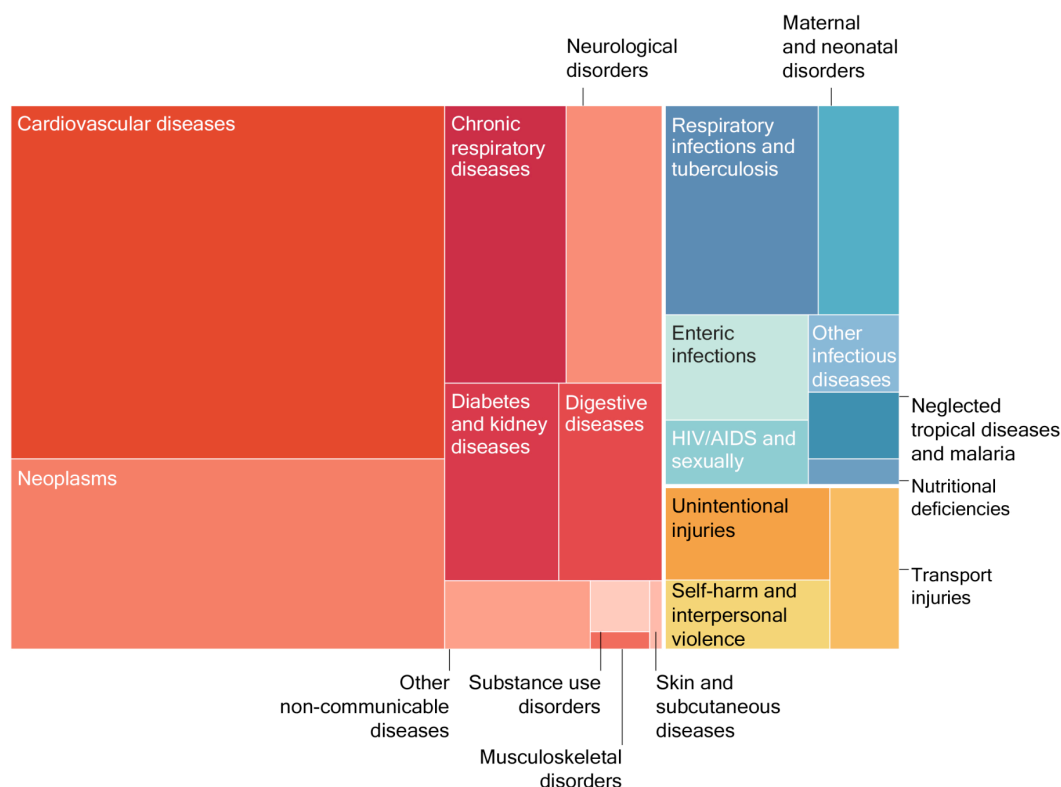 Neurological
disorders
Maternal
and neonatal
disorders
Cardiovascular diseases
Chronic
respiratory
diseases
Respiratory
infections and
tuberculosis
Enteric
infections
Other
infectious
diseases
Diabetes
and kidney
diseases
Digestive
diseases
Neglected
tropical diseases
and malaria
HIV/AIDS and
sexually
Neoplasms
Nutritional
deficiencies
Unintentional
injuries
Transport
injuries
Self-harm and
interpersonal
violence
Other
non-communicable
diseases
Substance use
disorders
Skin and
subcutaneous
diseases
Musculoskeletal
disorders